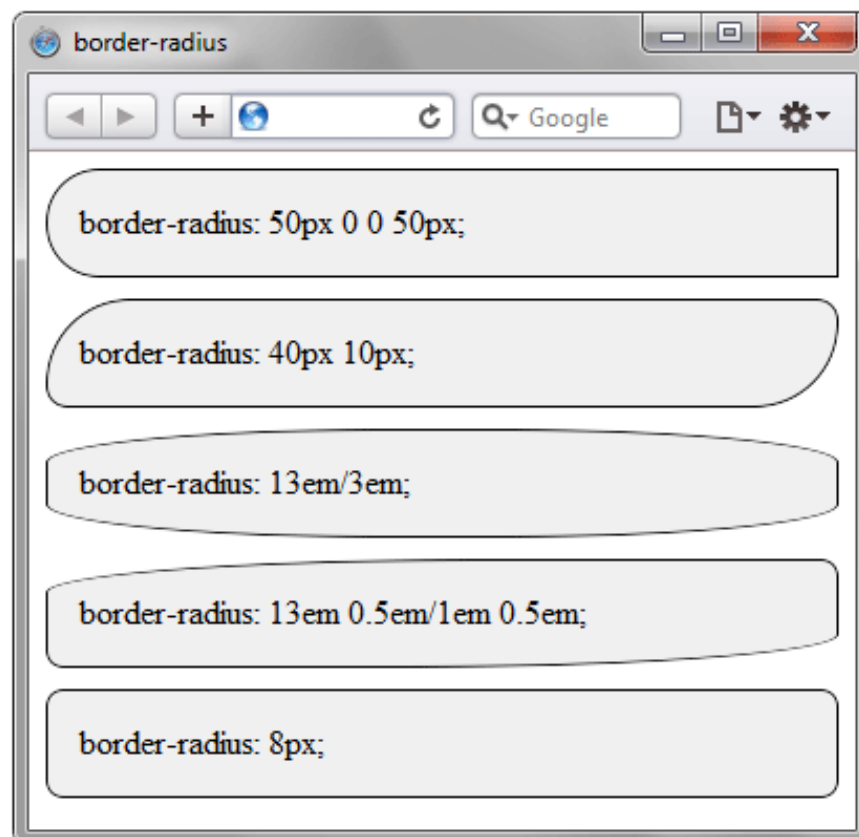 border-radius
Google
border-radius: 50px 0 0 50px;
border-radius: 40px 10px;
border-radius: 13em/3em;
border-radius: 13em 0.5em/1em 0.5em;
border-radius: 8px;